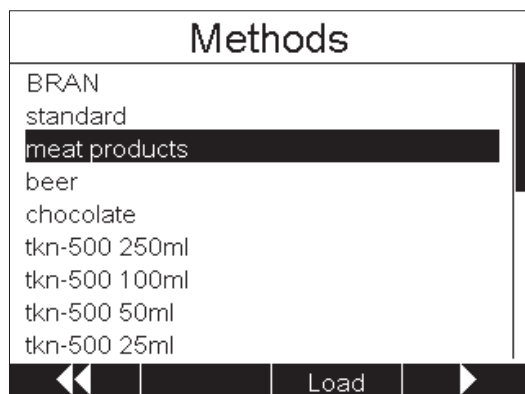 Methods
BRAN
standard
meat products
beer
chocolate
tkn-500 250ml
tkn-500 100ml
tkn-500 50ml
tkn-500 25ml
Load